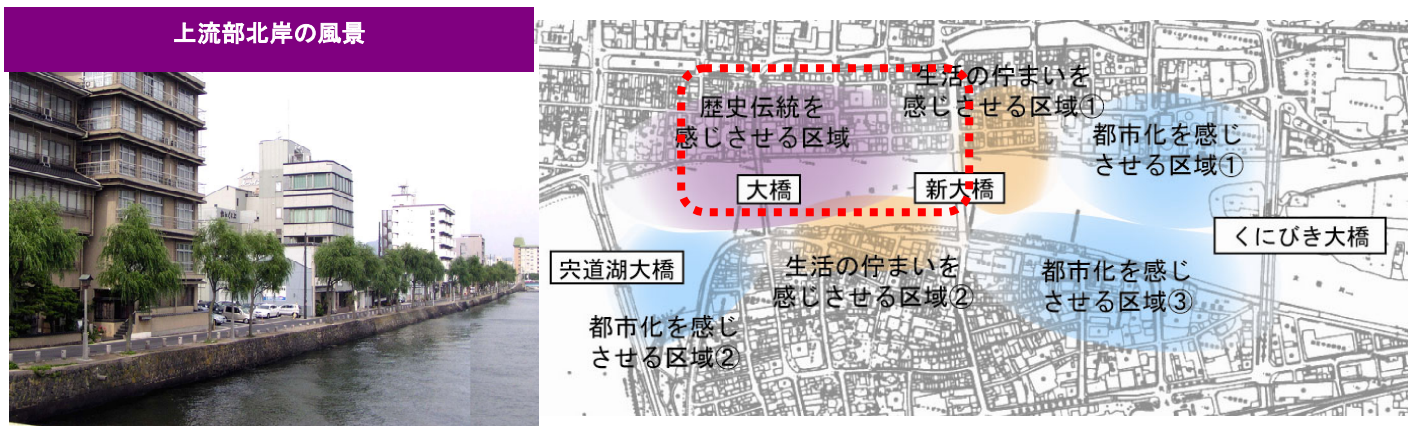 上流部北岸の風景
生活の佇まいを
感じさせる区域①
歴史伝統を
感じさせる区域
都市化を感じ
させる区域①
大橋
新大橋
くにびき大橋
宍道湖大橋
生活の佇まいを
感じさせる区域②
都市化を感じ
させる区域③
都市化を感じ
させる区域②